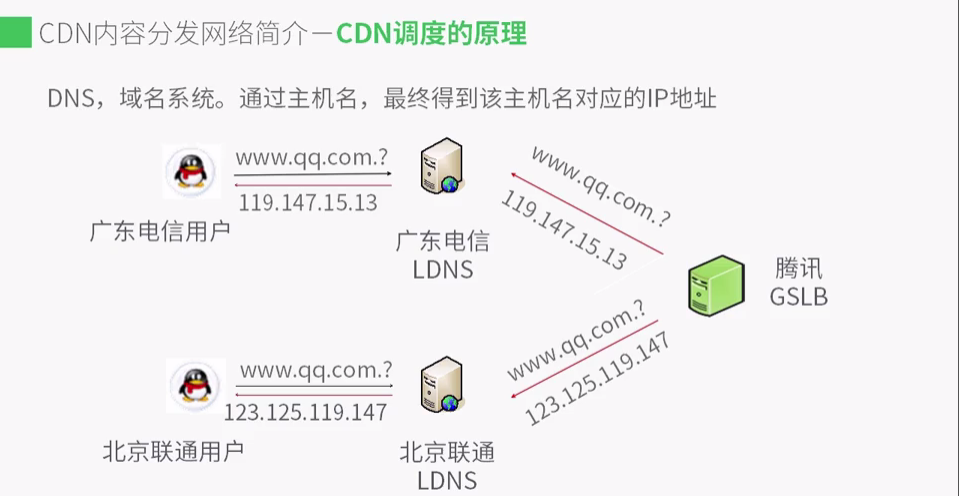 CDN内容分发网络简介－CDN调度的原理
DNS，域名系统。通过主机名，最终得到该主机名对应的IP地址
www.qq.com.?
119.147.15.13
广东电信用户
广东电信
LDNS
www.qq.com.?
119.147.15.13
腾讯
GSLB
www.qq.com.?
123.125.119.147
北京联通用户
北京联通
LDNS
www.qq.com.?
123.125.119.147